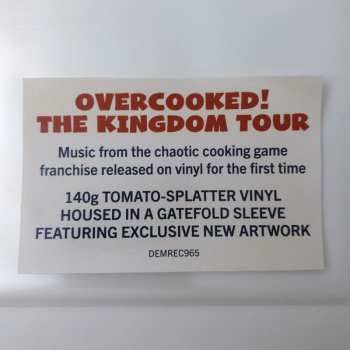 OVERCOOKED!
THE KINGDOM TOUR
Music from the chaotic cooking game
franchise released on vinyl for the first time
140g TOMATO-SPLATTER VINYL
HOUSED IN A GATEFOLD SLEEVE
FEATURING EXCLUSIVE NEW ARTWORK
DEMREC965